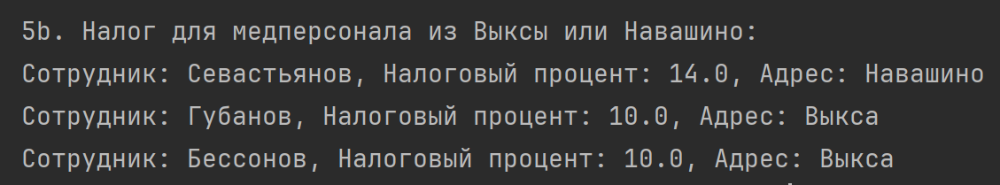 5b. Налог для медперсонала из Выксы или Навашино:
Сотрудник: Севастьянов, Налоговый процент: 14.0, Адрес: Навашино
Сотрудник: Губанов, Налоговый процент: 10.0, Адрес: Выкса
Сотрудник: Бессонов, Налоговый процент: 10.0, Адрес: Выкса